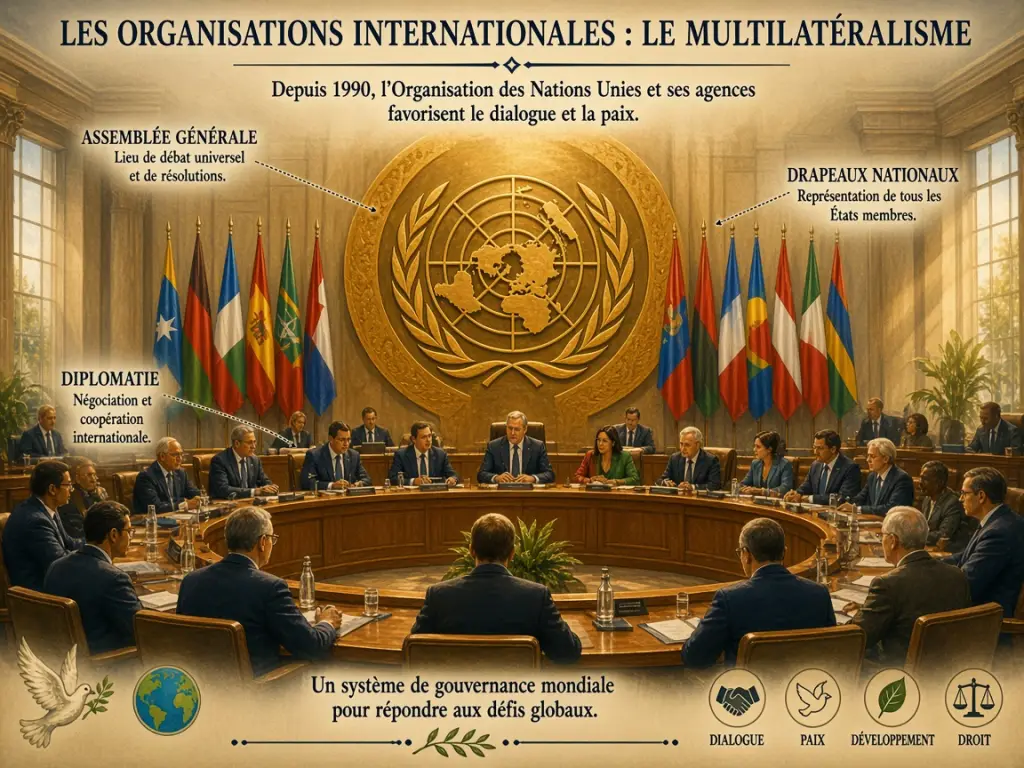 LES ORGANISATIONS INTERNATIONALES : LE MULTILATÉRALISME
Depuis 1990, l’Organisation des Nations Unies et ses agences
favorisent le dialogue et la paix.
ASSEMBLÉE GÉNÉRALE
Lieu de débat universel
et de résolutions.
DRAPEAUX NATIONAUX
Représentation de tous les
États membres.
DIPLOMATIE
Négociation et
coopération
internationale.
Un système de gouvernance mondiale
pour répondre aux défis globaux.
DIALOGUE
PAIX
DÉVELOPPEMENT
DROIT